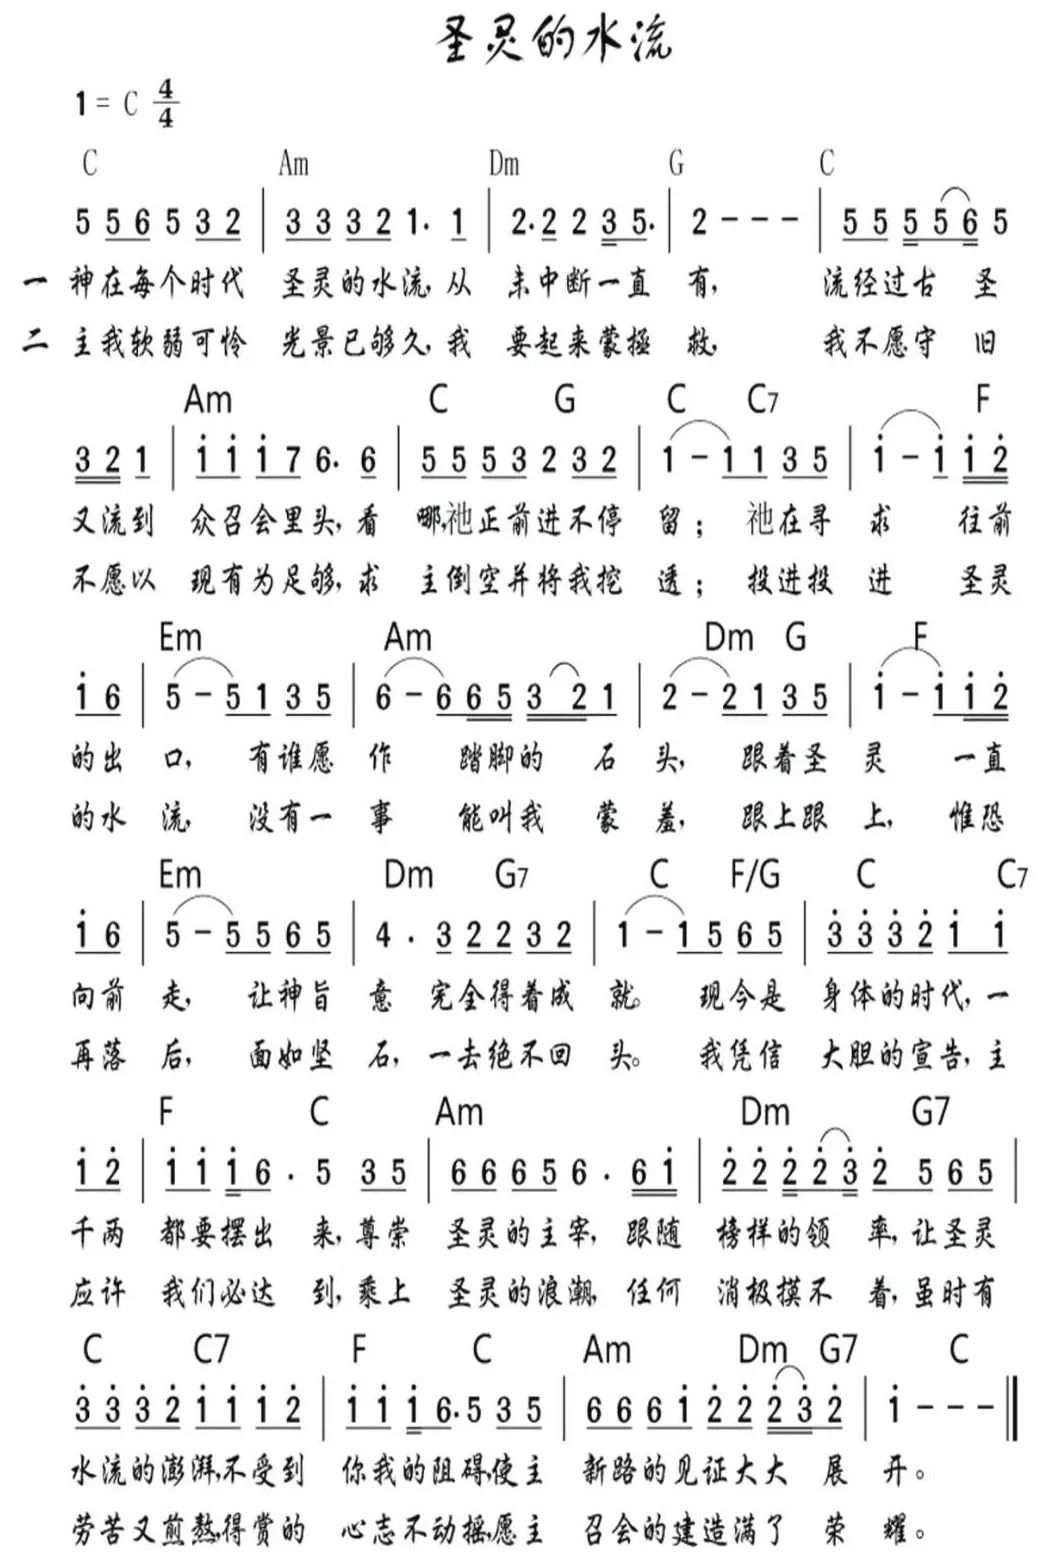 圣灵的水流
1 = C 4/4
C Am Dm G C
5 5 6 5 3 2 | 3 3 3 2 1. 1 | 2. 2 2 3 5. | 2 - - - | 5 5 5 5 6 5
一 神在每个时代 圣灵的水流, 从 未中断一直 有, 流经过古 圣
二 主我软弱可怜 光景已够久, 我 要起来蒙拯 救, 我不愿守 旧
Am C G C C7 F
3 2 1 | i i i 7 6. 6 | 5 5 5 3 2 3 2 | 1 - 1 1 3 5 | i - i i 2̇
又流到 众召会里头, 看 哪,祂正前进不停 留; 祂在寻 求 往前
不愿以 现有为足够, 求 主倒空并将我挖 透; 投进投 进 圣灵
Em Am Dm G F
i 6 | 5 - 5 1 3 5 | 6 - 6 6 5 3 2 1 | 2 - 2 1 3 5 | i - i i 2̇
的出 口, 有谁愿 作 踏脚的 石 头, 跟着圣 灵 一直
的水 流, 没有一 事 能叫我 蒙 羞, 跟上跟 上, 惟恐
Em Dm G7 C F/G C C7
i 6 | 5 - 5 5 6 5 | 4 . 3 2 2 3 2 | 1 - 1 5 6 5 | 3̇ 3̇ 3̇ 2̇ i i
向前 走, 让神旨 意 完全得着成 就。 现今是 身体的时代, 一
再落 后, 面如坚 石, 一去绝不回 头。 我凭信 大胆的宣告, 主
F C Am Dm G7
i 2̇ | i i i 6 . 5 3 5 | 6 6 6 5 6 . 6 i | 2̇ 2̇ 2̇ 2̇ 3̇ 2̇ 5 6 5 |
千两 都要摆出 来, 尊崇 圣灵的主宰, 跟随 榜样的领 率, 让圣灵
应许 我们必达 到, 乘上 圣灵的浪潮, 任何 消极摸不 着, 虽时有
C C7 F C Am Dm G7 C
3̇ 3̇ 3̇ 2̇ i i i 2̇ | i i i 6. 5 3 5 | 6 6 6 i 2̇ 2̇ 2̇ 3̇ 2̇ | i - - - ‖
水流的澎湃,不受到 你我的阻碍,使主 新路的见证大大 展 开。
劳苦又煎熬,得赏的 心志不动摇,愿主 召会的建造满了 荣 耀。